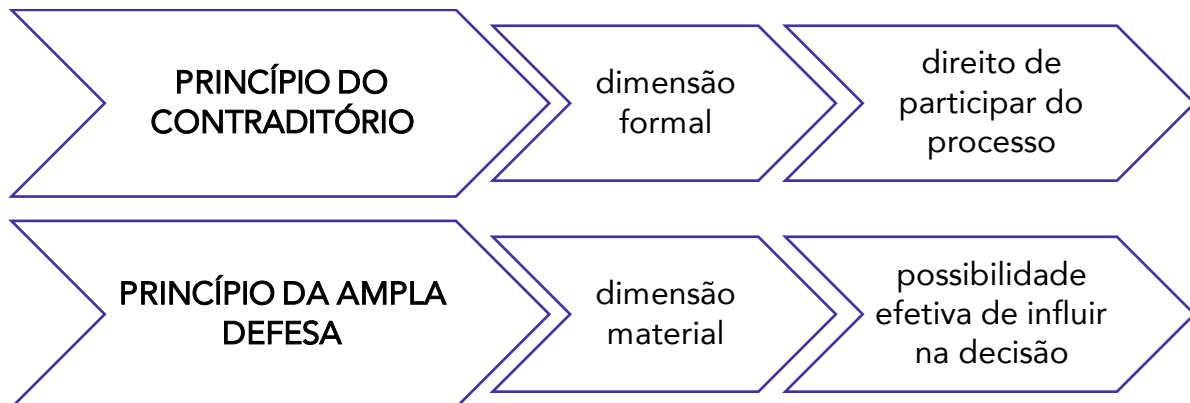 PRINCÍPIO DO
CONTRADITÓRIO
dimensão
formal
direito de
participar do
processo
PRINCÍPIO DA AMPLA
DEFESA
dimensão
material
possibilidade
efetiva de influir
na decisão